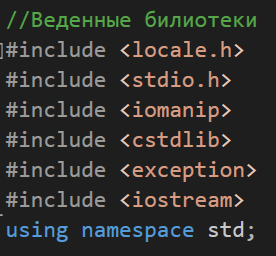 //Веденные билиотеки
#include <locale.h>
#include <stdio.h>
#include <iomanip>
#include <cstdlib>
#include <exception>
#include <iostream>
using namespace std;